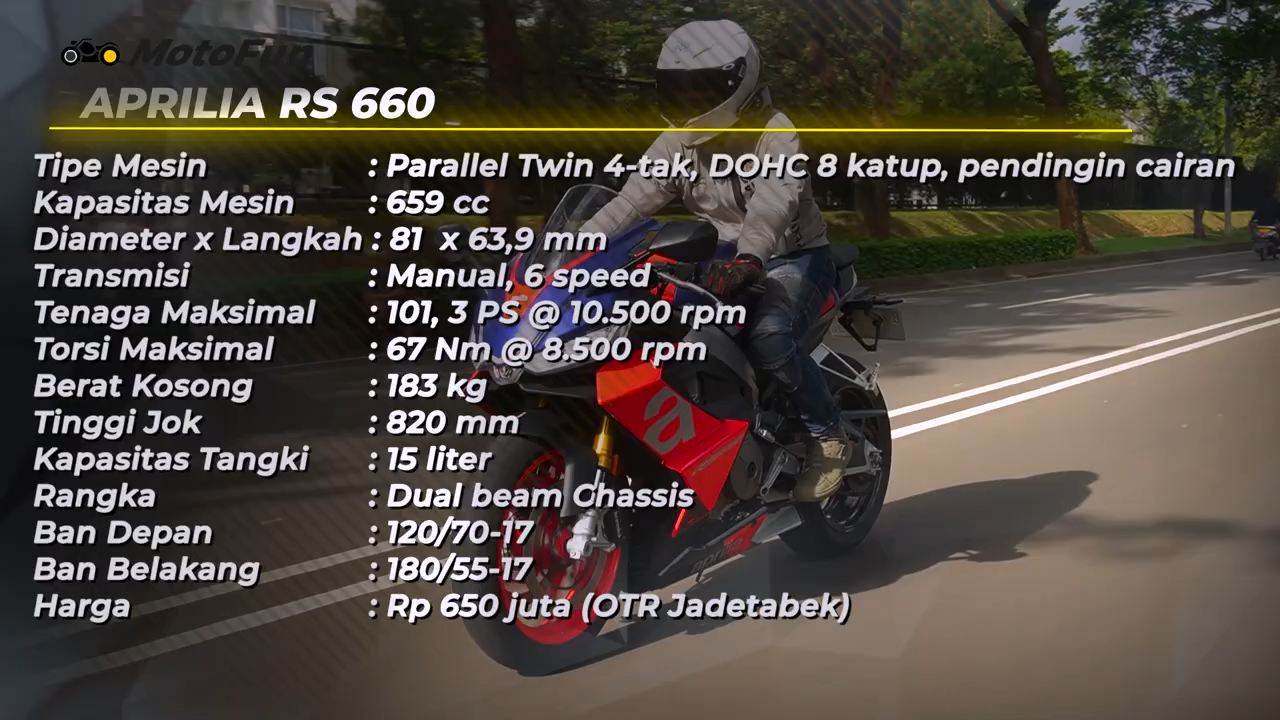 MotoFun
APRILIA RS 660
Tipe Mesin : Parallel Twin 4-tak, DOHC 8 katup, pendingin cairan
Kapasitas Mesin : 659 cc
Diameter x Langkah : 81 x 63,9 mm
Transmisi : Manual, 6 speed
Tenaga Maksimal : 101, 3 PS @ 10.500 rpm
Torsi Maksimal : 67 Nm @ 8.500 rpm
Berat Kosong : 183 kg
Tinggi Jok : 820 mm
Kapasitas Tangki : 15 liter
Rangka : Dual beam Chassis
Ban Depan : 120/70-17
Ban Belakang : 180/55-17
Harga : Rp 650 juta (OTR Jadetabek)
a
aprilia